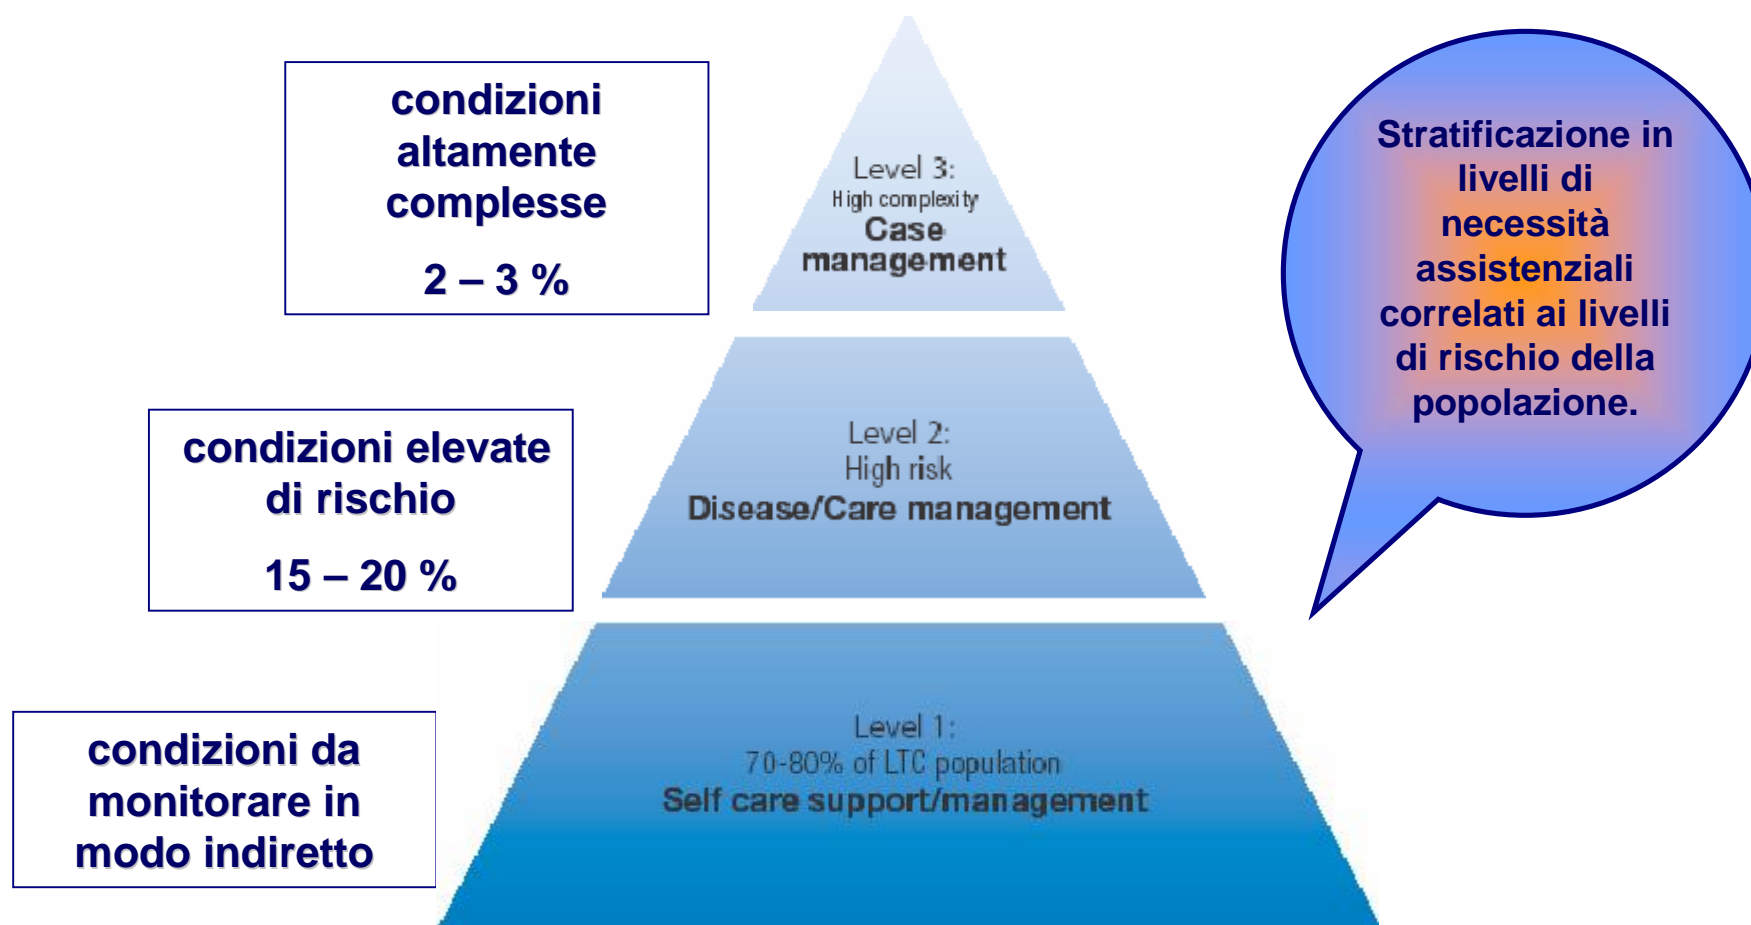 condizioni
altamente
complesse
2 – 3 %
Level 3:
High complexity
Case
management
Stratificazione in
livelli di
necessità
assistenziali
correlati ai livelli
di rischio della
popolazione.
condizioni elevate
di rischio
15 – 20 %
Level 2:
High risk
Disease/Care management
condizioni da
monitorare in
modo indiretto
Level 1:
70-80% of LTC population
Self care support/management